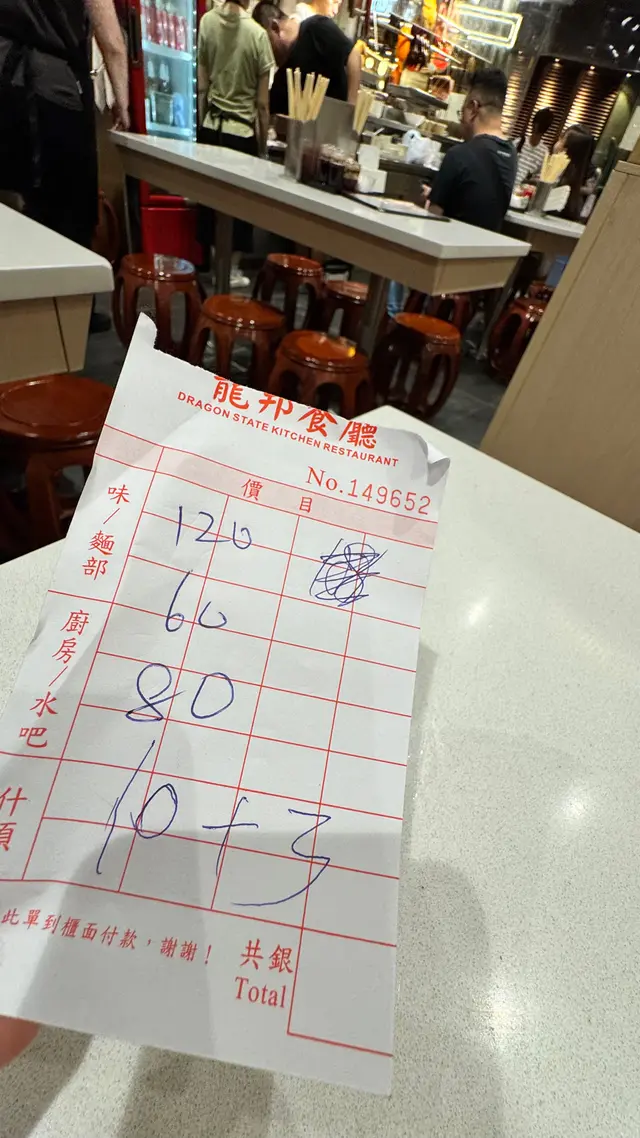 龍邦餐廳
DRAGON STATE KITCHEN RESTAURANT
No.149652
價目
味/麵部
120
60
廚房/水吧
80
什項
10+3
此單到櫃面付款，謝謝！
共銀
Total